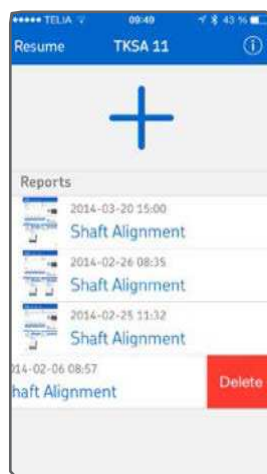 TELIA 09:49 43 %
Resume TKSA 11
Reports
2014-03-20 15:00
Shaft Alignment
2014-02-26 08:35
Shaft Alignment
2014-02-25 11:32
Shaft Alignment
014-02-06 08:57
haft Alignment
Delete